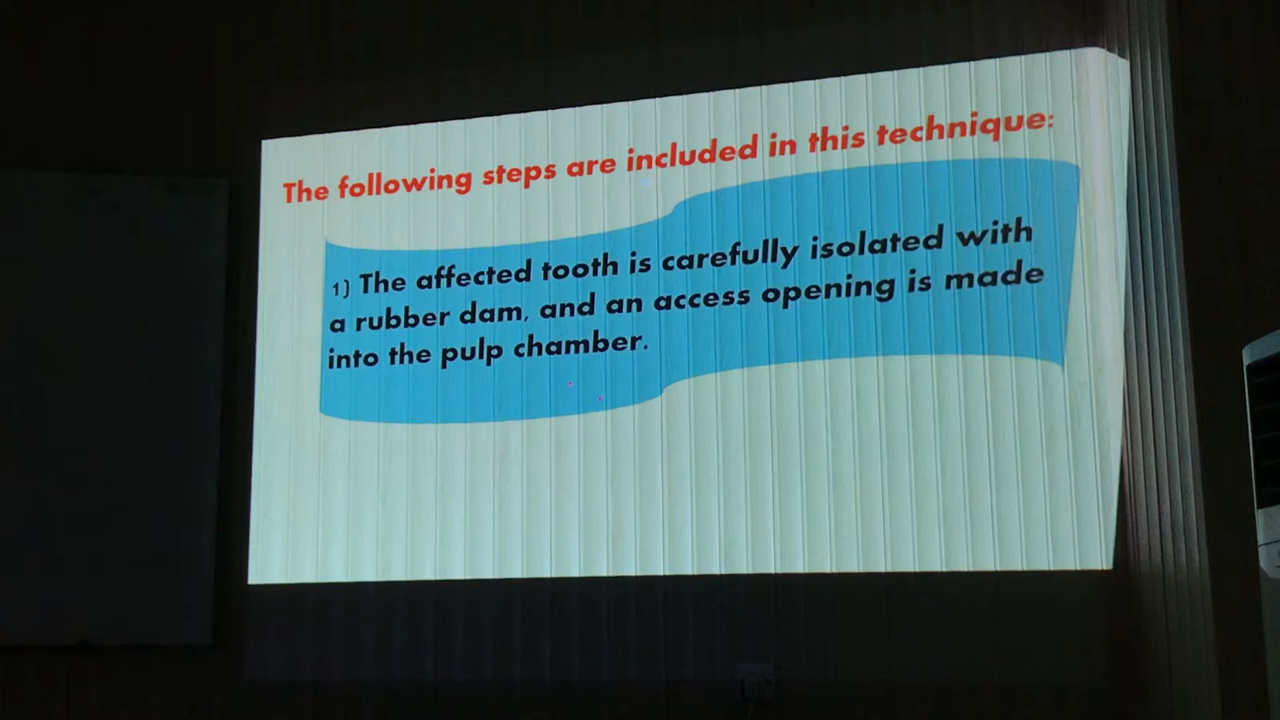 The following steps are included in this technique:
1) The affected tooth is carefully isolated with
a rubber dam, and an access opening is made
into the pulp chamber.